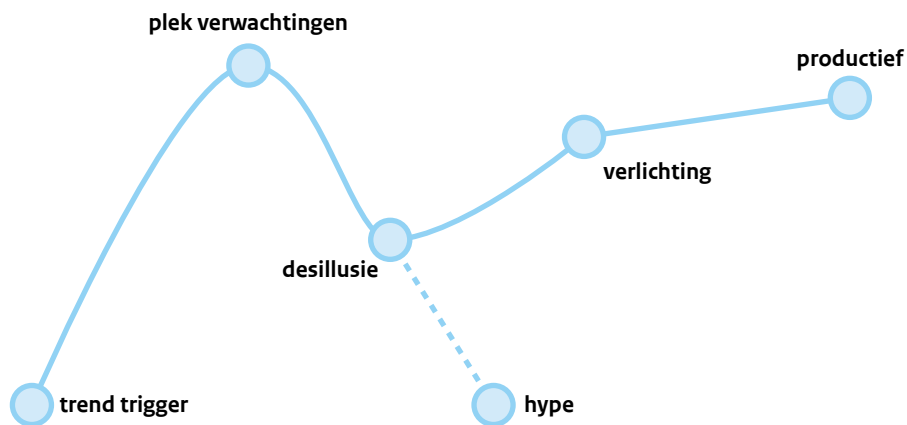 plek verwachtingen
productief
verlichting
desillusie
trend trigger
hype